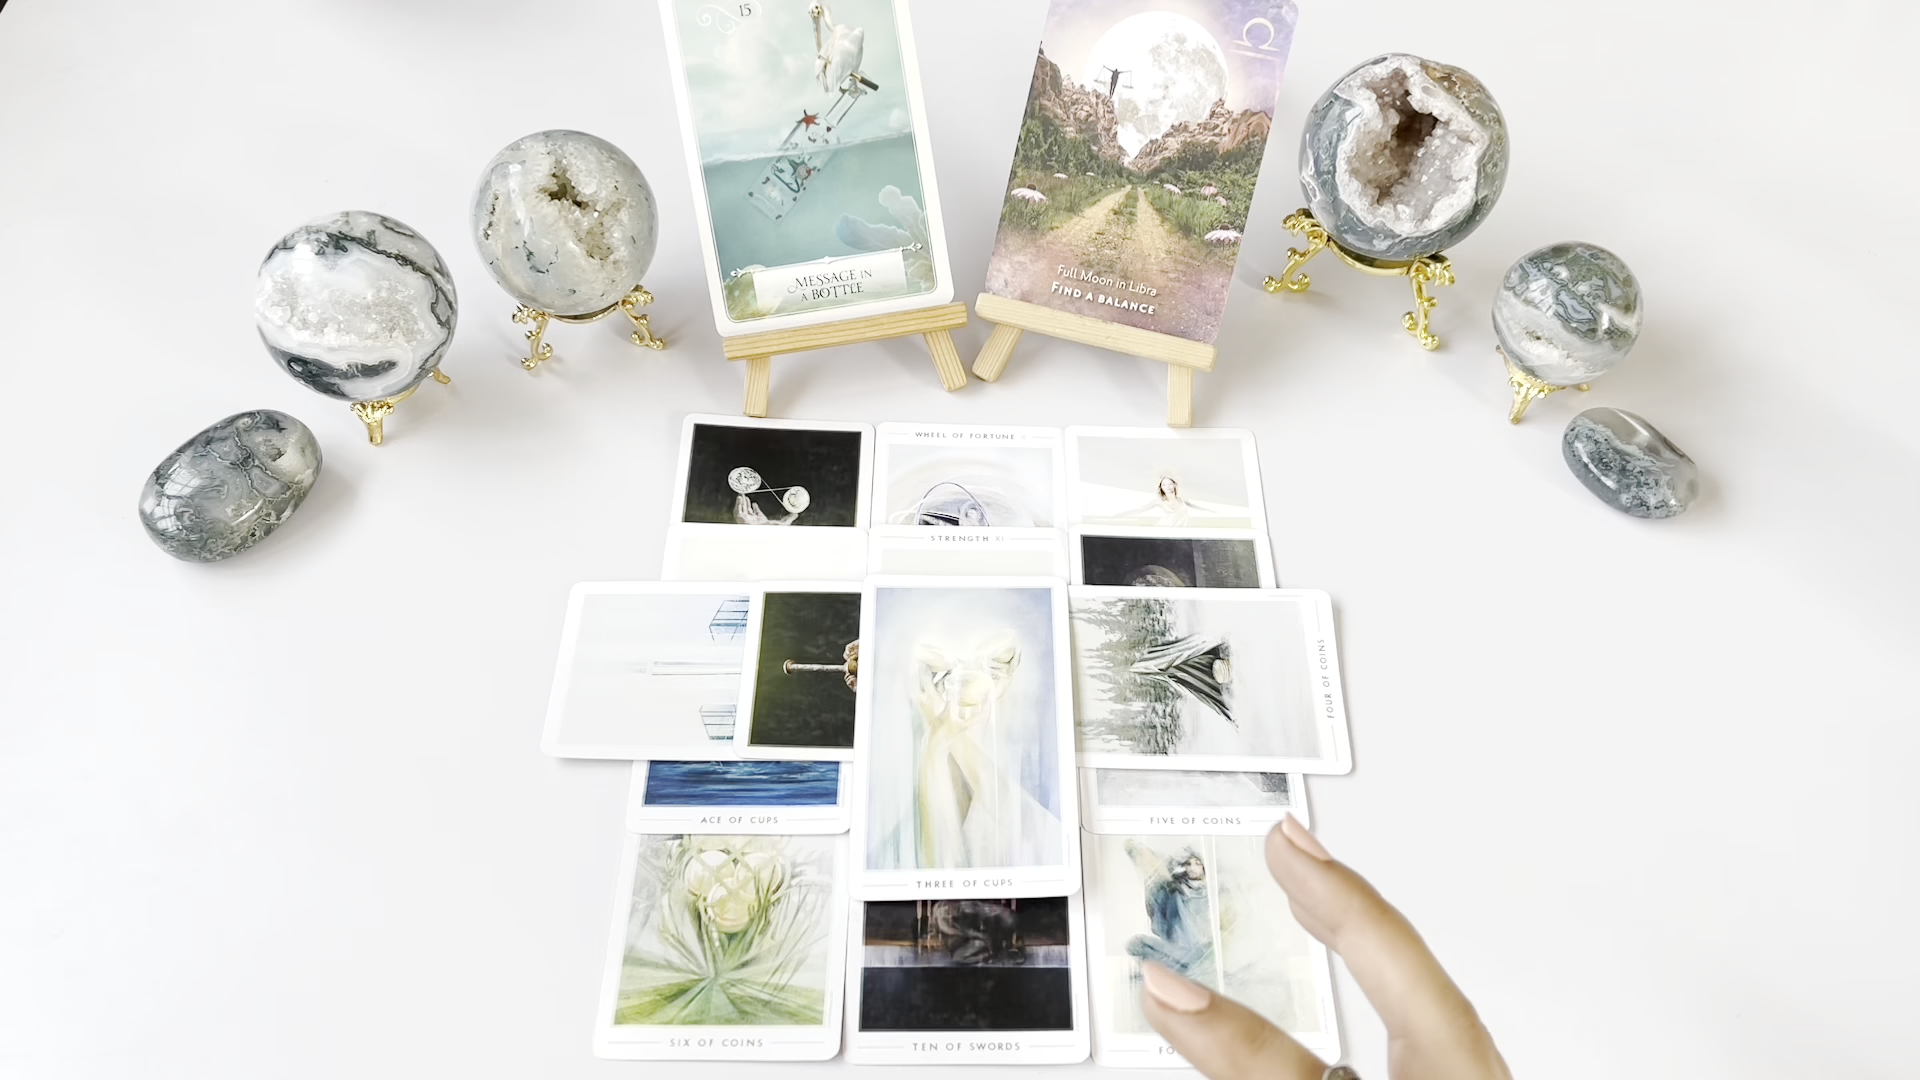 15
MESSAGE IN
A BOTTLE
Full Moon in Libra
FIND A BALANCE
WHEEL OF FORTUNE X
STRENGTH XI
FOUR OF COINS
ACE OF CUPS
FIVE OF COINS
THREE OF CUPS
SIX OF COINS
TEN OF SWORDS